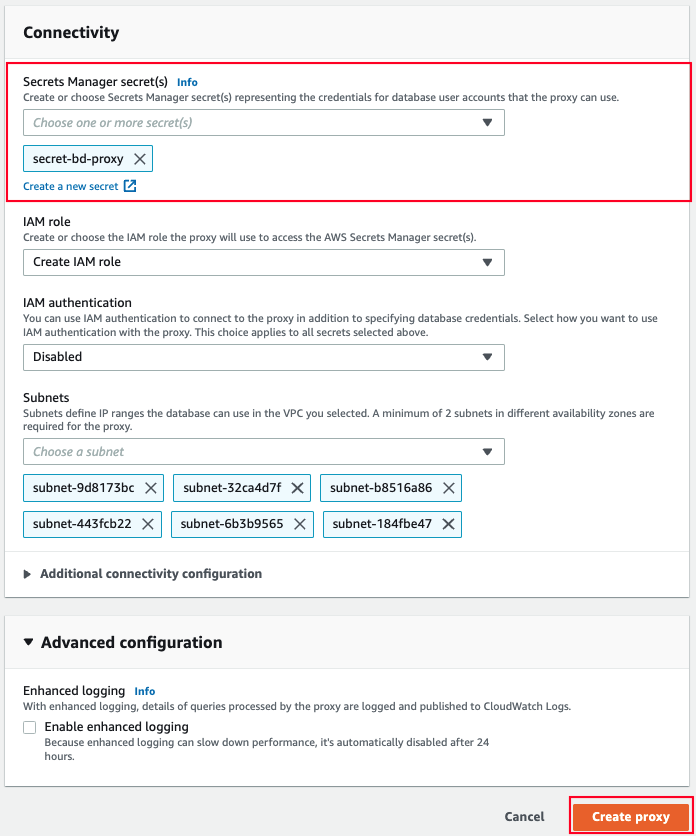 Connectivity
Secrets Manager secret(s) Info
Create or choose Secrets Manager secret(s) representing the credentials for database user accounts that the proxy can use.
Choose one or more secret(s)
secret-bd-proxy
Create a new secret
IAM role
Create or choose the IAM role the proxy will use to access the AWS Secrets Manager secret(s).
Create IAM role
IAM authentication
You can use IAM authentication to connect to the proxy in addition to specifying database credentials. Select how you want to use
IAM authentication with the proxy. This choice applies to all secrets selected above.
Disabled
Subnets
Subnets define IP ranges the database can use in the VPC you selected. A minimum of 2 subnets in different availability zones are
required for the proxy.
Choose a subnet
subnet-9d8173bc subnet-32ca4d7f subnet-b8516a86
subnet-443fcb22 subnet-6b3b9565 subnet-184fbe47
Additional connectivity configuration
Advanced configuration
Enhanced logging Info
With enhanced logging, details of queries processed by the proxy are logged and published to CloudWatch Logs.
Enable enhanced logging
Because enhanced logging can slow down performance, it's automatically disabled after 24
hours.
Cancel Create proxy